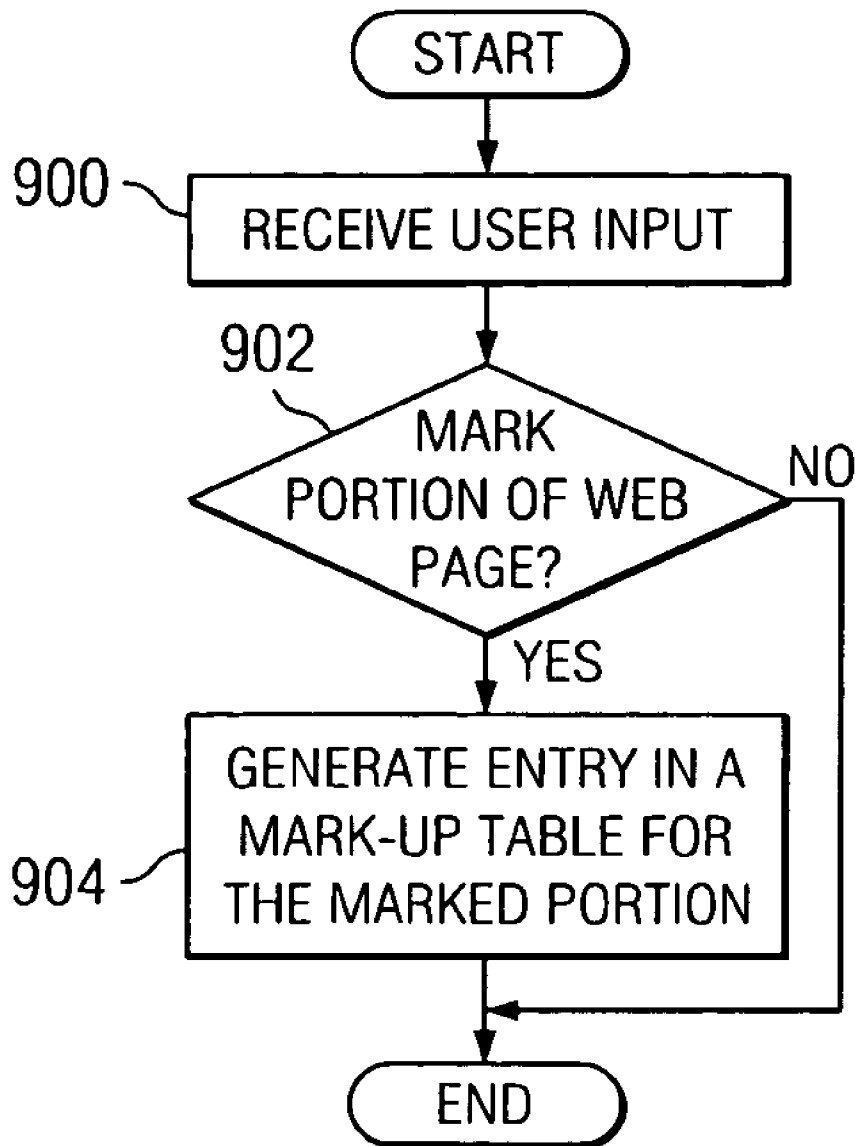 START
900
RECEIVE USER INPUT
902
MARK
PORTION OF WEB
PAGE?
NO
YES
GENERATE ENTRY IN A
MARK-UP TABLE FOR
THE MARKED PORTION
904
END